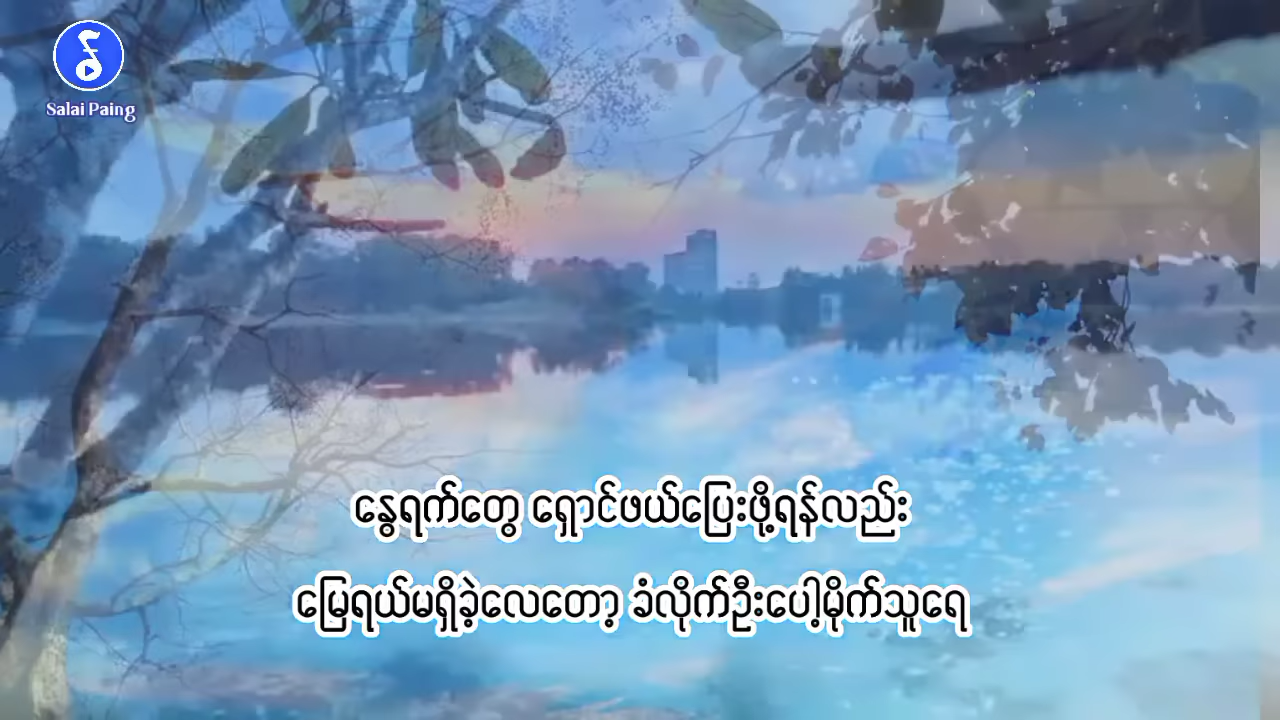 Salai Paing
နွေရက်တွေ ရှောင်ဖယ်ပြေးဖို့ရန်လည်း
မြေရယ်မရှိခဲ့လေတော့ ခံလိုက်ဦးပေါ့မိုက်သူရေ